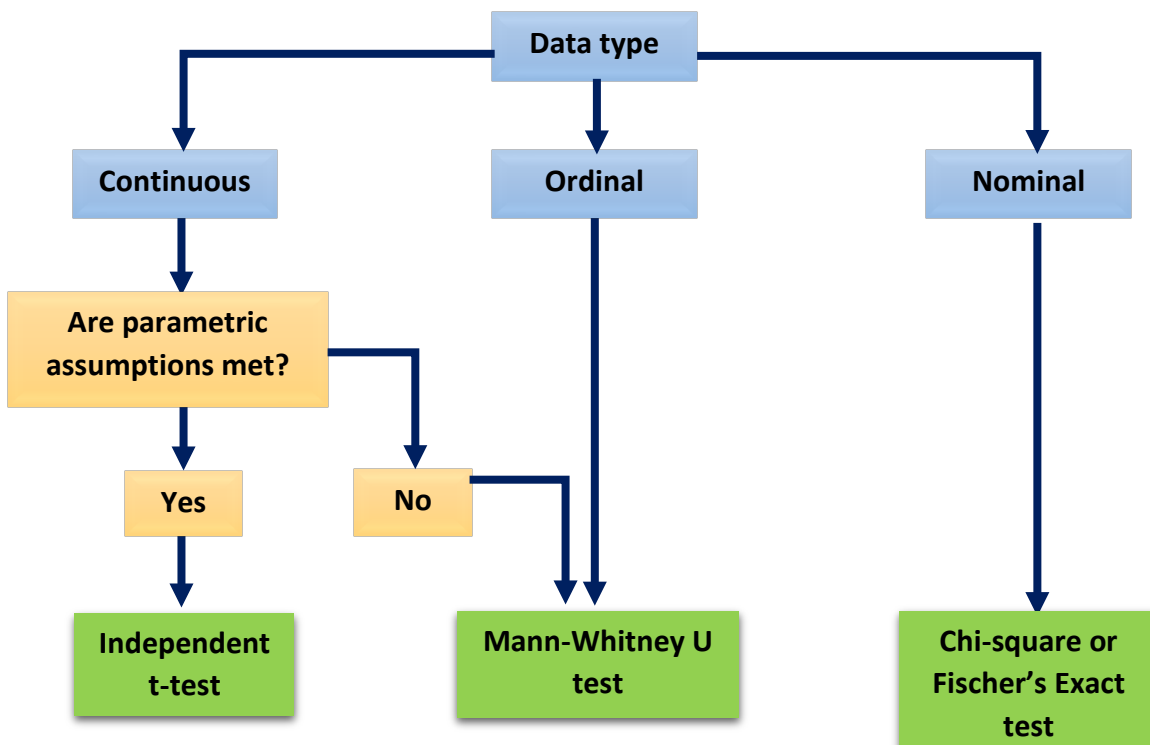 Data type
Continuous
Ordinal
Nominal
Are parametric
assumptions met?
Yes
No
Independent
t-test
Mann-Whitney U
test
Chi-square or
Fischer’s Exact
test